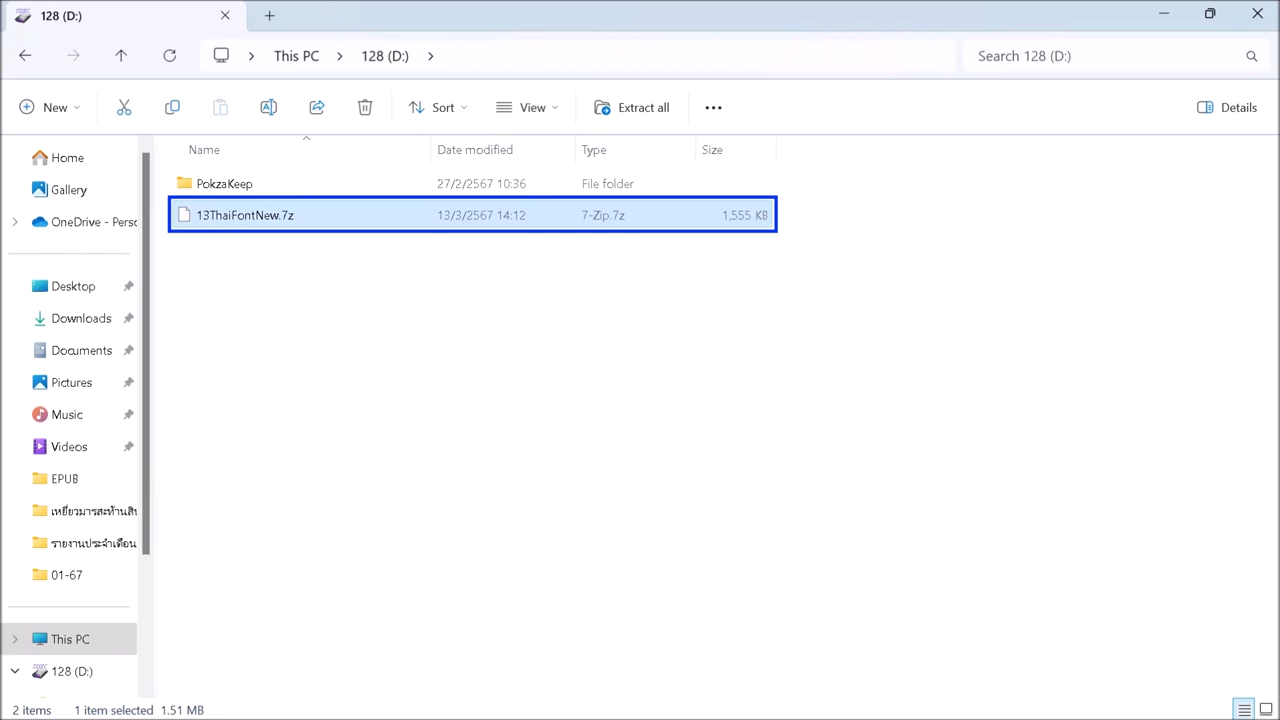 128 (D:)
This PC
128 (D:)
Search 128 (D:)
New
Sort
View
Extract all
Details
Name
Date modified
Type
Size
PokzaKeep
27/2/2567 10:36
File folder
13ThaiFontNew.7z
13/3/2567 14:12
7-Zip.7z
1,555 KB
Home
Gallery
OneDrive - Perso
Desktop
Downloads
Documents
Pictures
Music
Videos
EPUB
เหยี่ยวมารสะท้านสิ
รายงานประจำเดือน
01-67
This PC
128 (D:)
2 items
1 item selected
1.51 MB